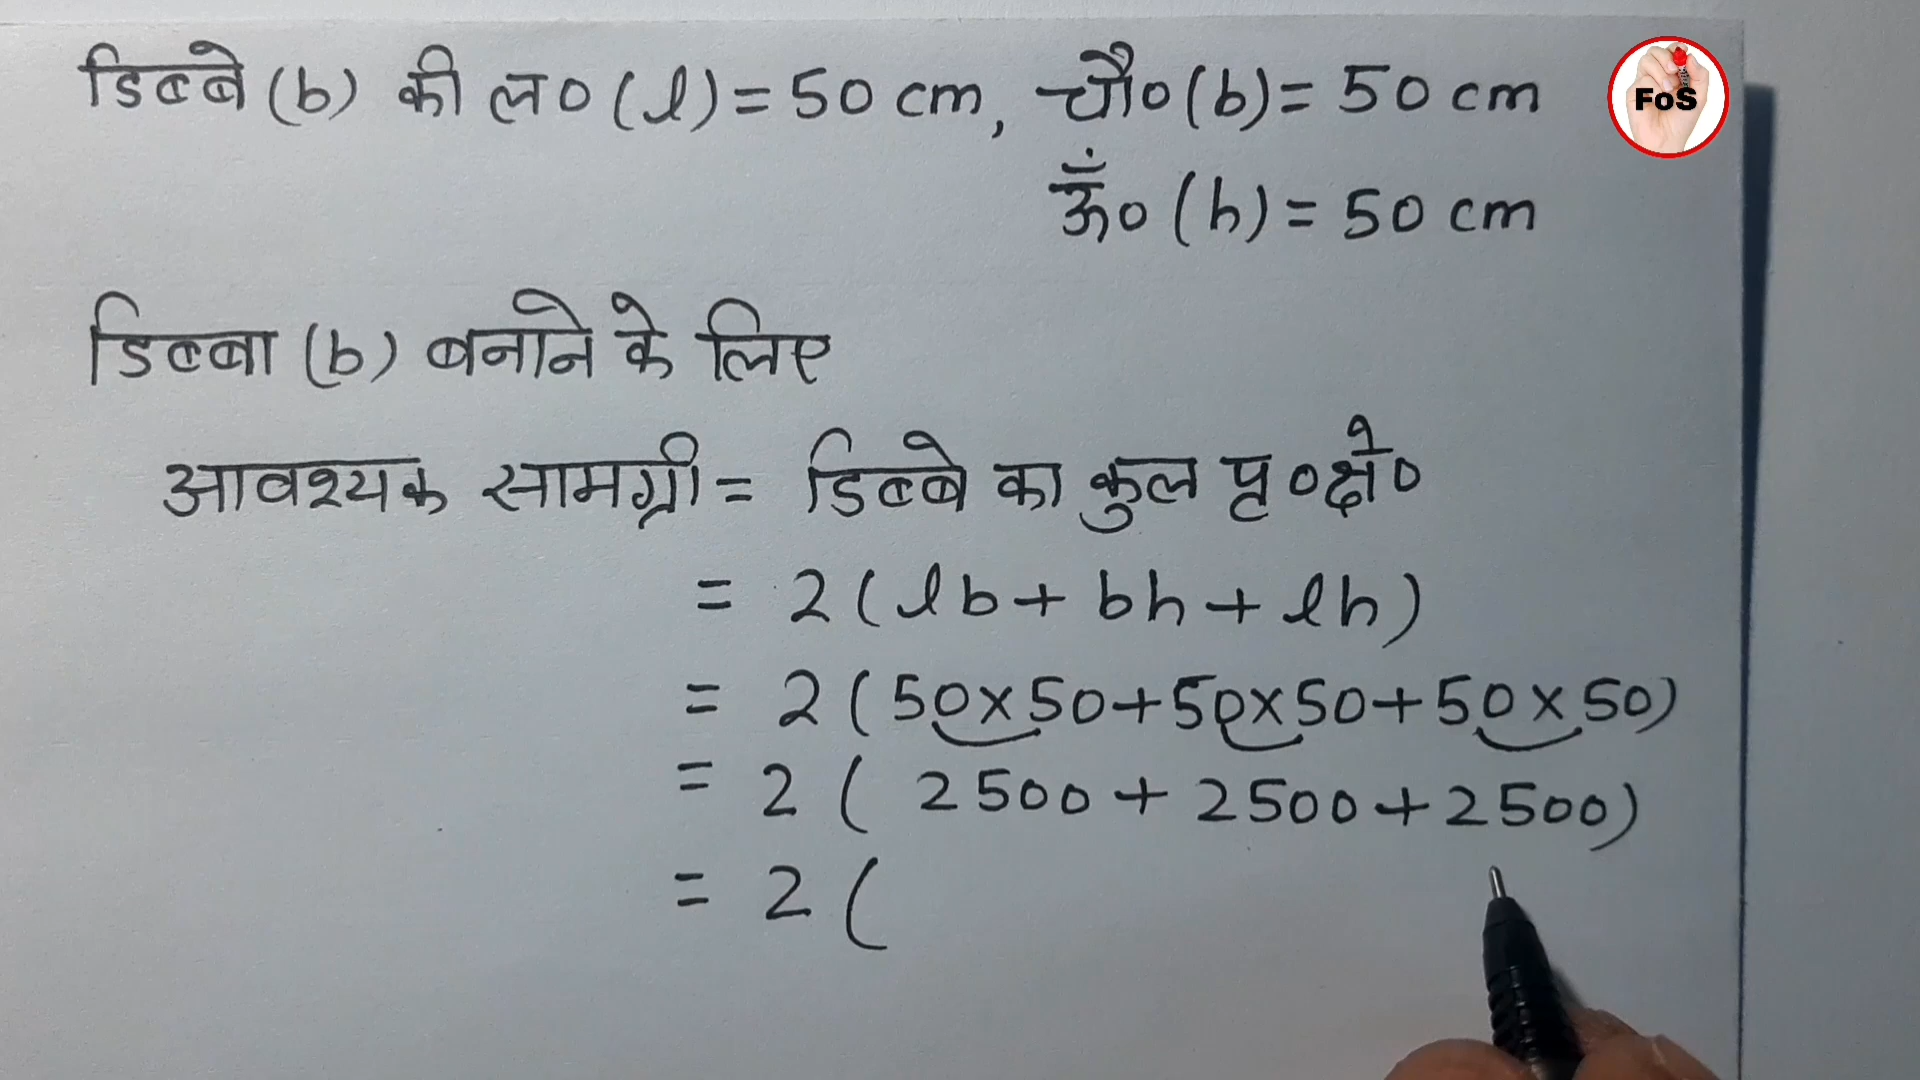 डिब्बे (b) की ल० (l) = 50 cm, चौ० (b) = 50 cm
FoS
ऊँ० (h) = 50 cm
डिब्बा (b) बनाने के लिए
आवश्यक सामग्री = डिब्बे का कुल पृ०क्षे०
= 2 ( lb + bh + lh )
= 2 ( 50 × 50 + 50 × 50 + 50 × 50 )
= 2 ( 2500 + 2500 + 2500 )
= 2 (